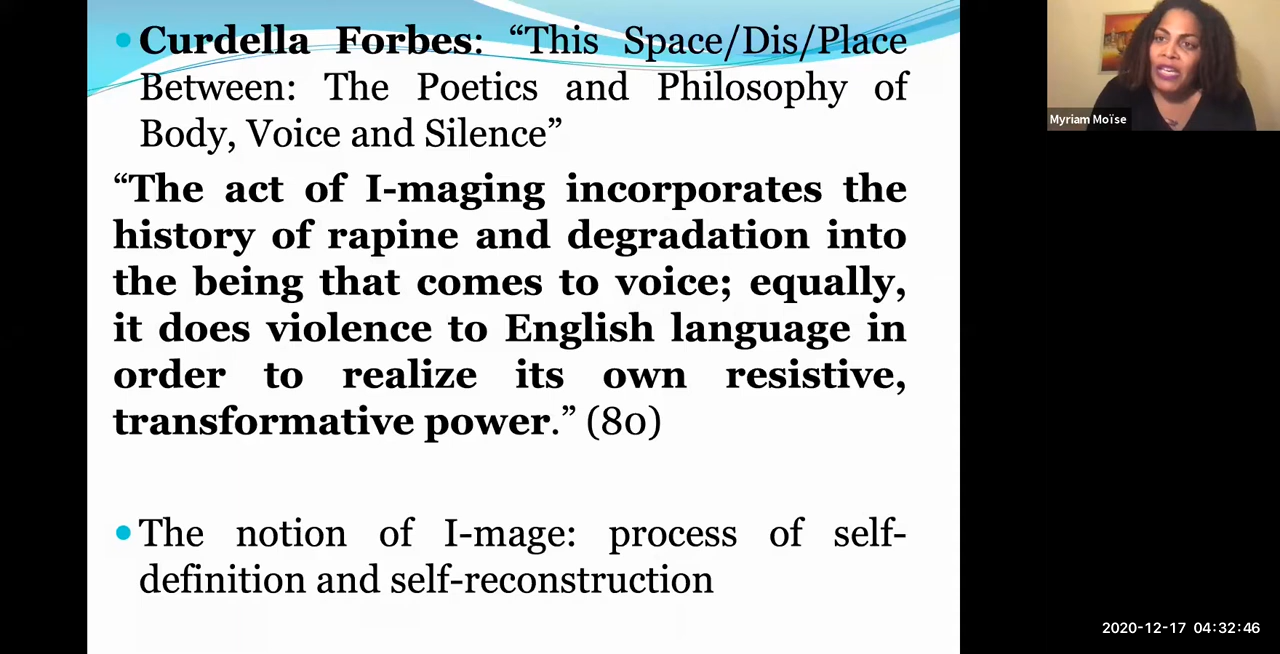 Curdella Forbes: “This Space/Dis/Place
Between: The Poetics and Philosophy of
Body, Voice and Silence”
“The act of I-maging incorporates the
history of rapine and degradation into
the being that comes to voice; equally,
it does violence to English language in
order to realize its own resistive,
transformative power.” (80)
The notion of I-mage: process of self-
definition and self-reconstruction
Myriam Moïse
2020-12-17 04:32:46